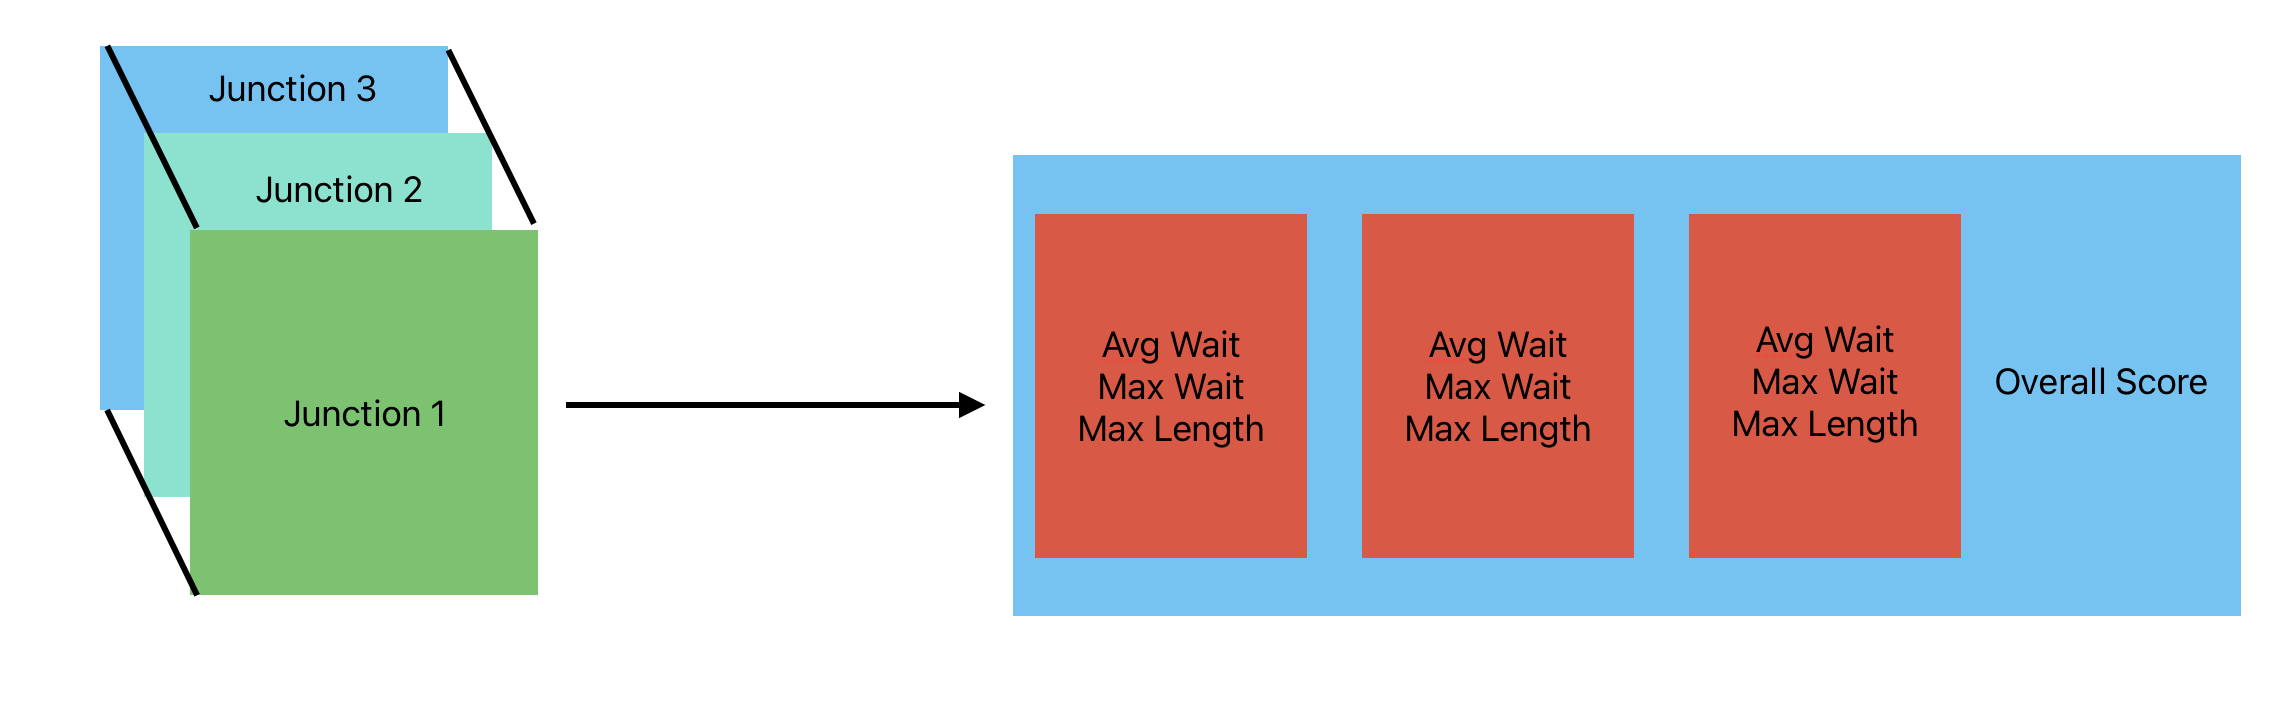 Junction 3
Junction 2
Junction 1
Avg Wait
Max Wait
Max Length
Avg Wait
Max Wait
Max Length
Avg Wait
Max Wait
Max Length
Overall Score